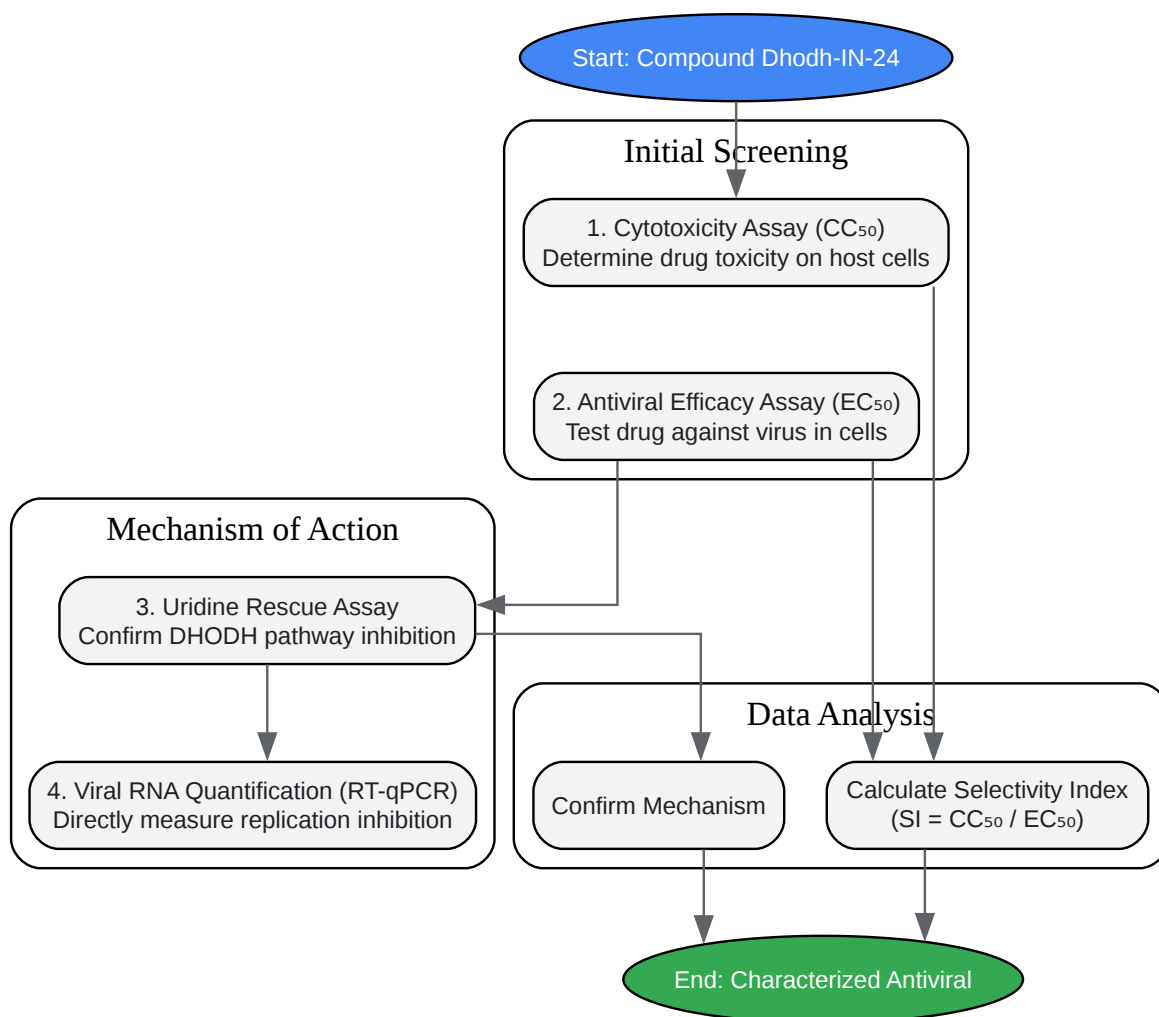 Start: Compound Dhodh-IN-24
Initial Screening
1. Cytotoxicity Assay (CC₅₀)
Determine drug toxicity on host cells
2. Antiviral Efficacy Assay (EC₅₀)
Test drug against virus in cells
Mechanism of Action
3. Uridine Rescue Assay
Confirm DHODH pathway inhibition
4. Viral RNA Quantification (RT-qPCR)
Directly measure replication inhibition
Data Analysis
Confirm Mechanism
Calculate Selectivity Index
(SI = CC₅₀ / EC₅₀)
End: Characterized Antiviral